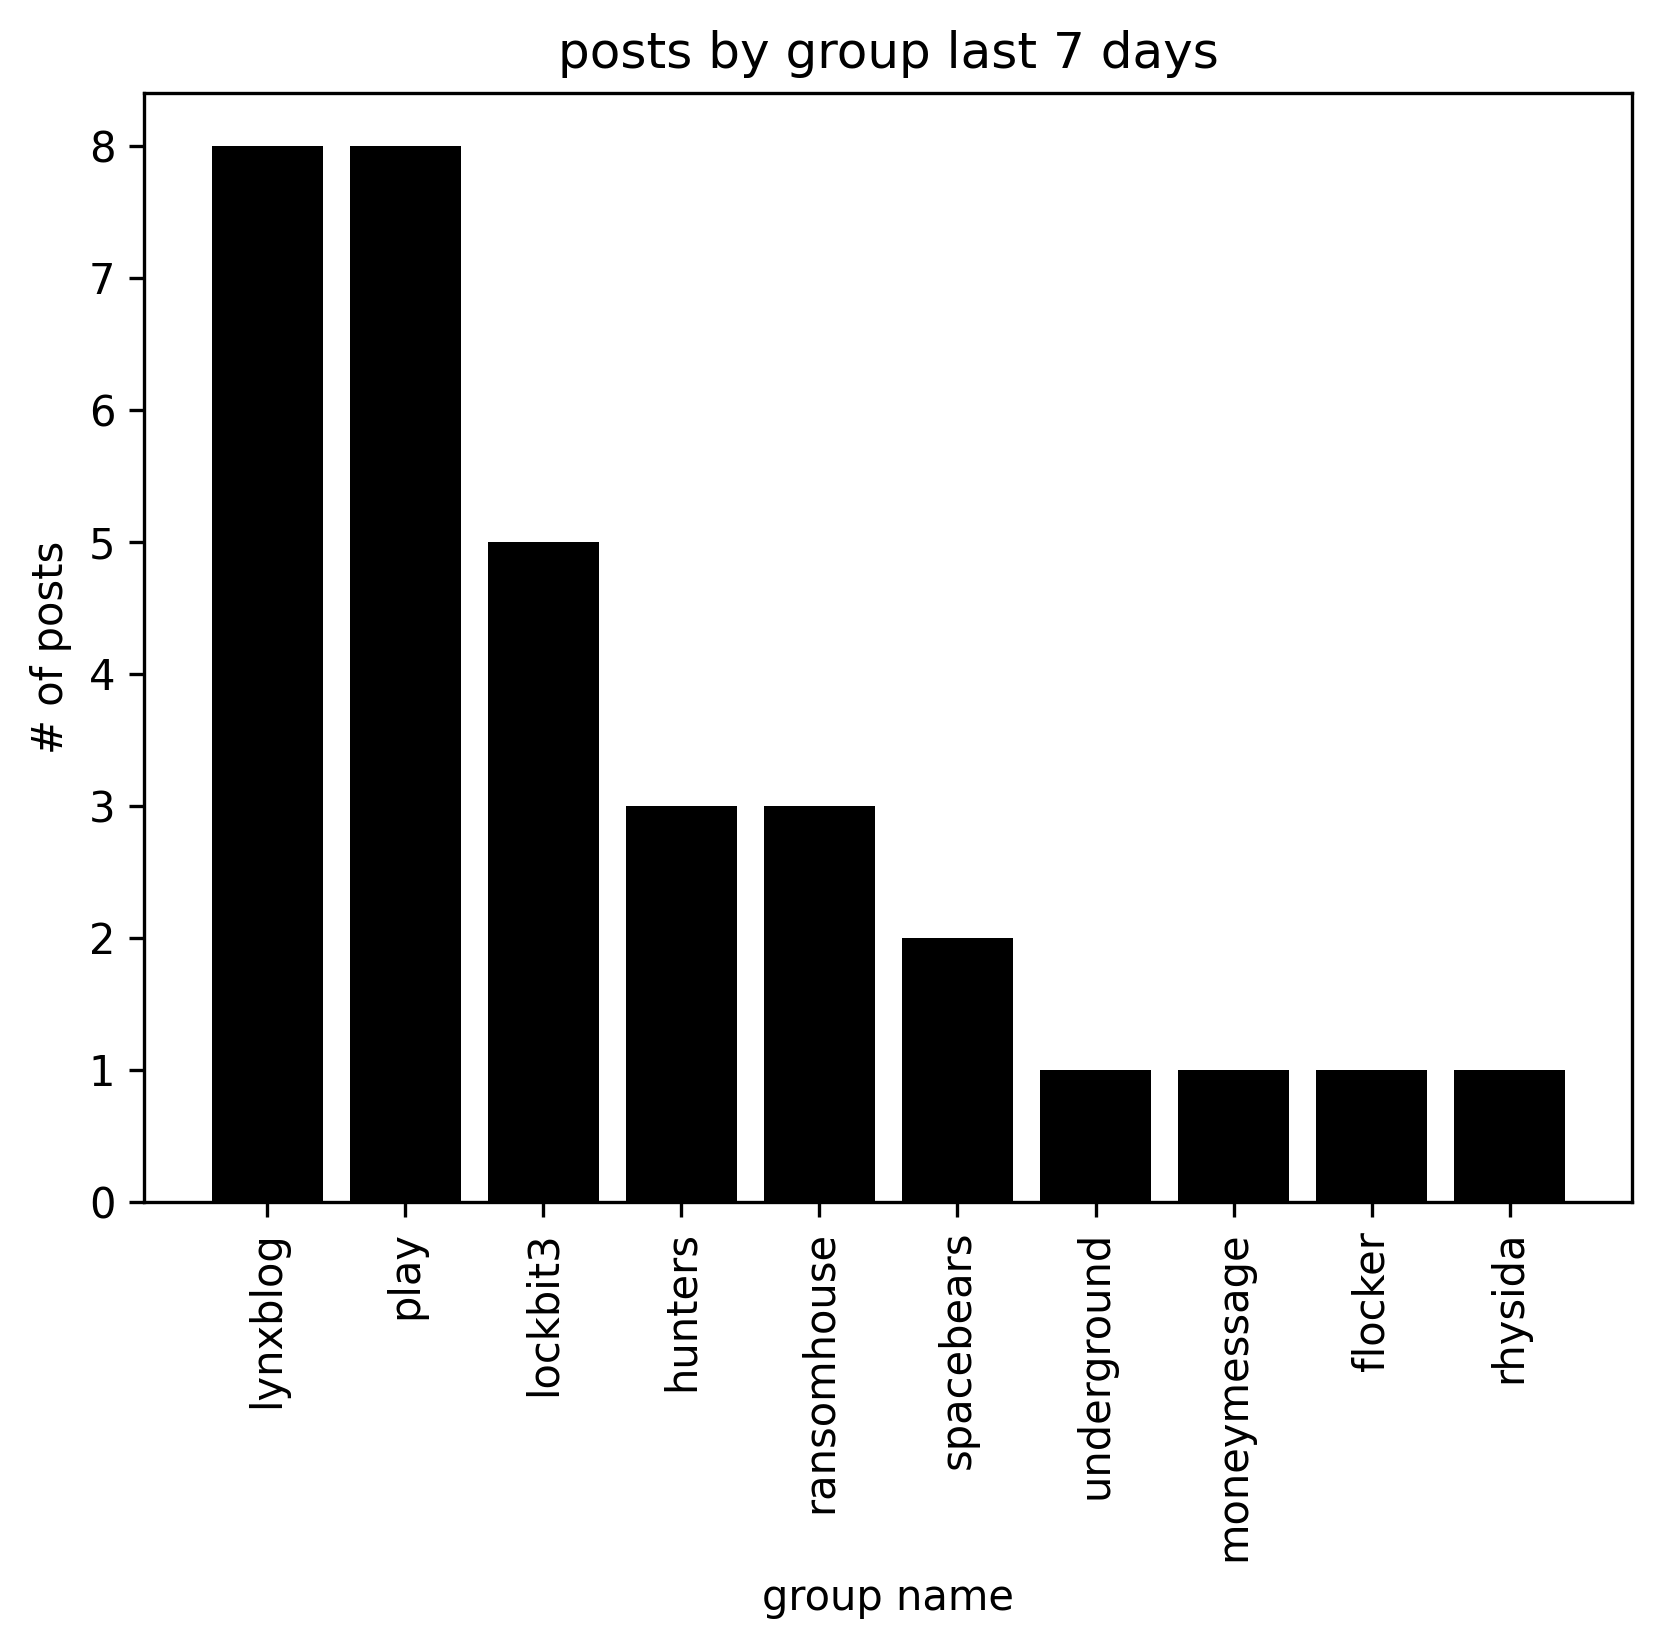 posts by group last 7 days
# of posts
8
7
6
5
4
3
2
1
0
lynxblog
play
lockbit3
hunters
ransomhouse
spacebears
underground
moneymessage
flocker
rhysida
group name